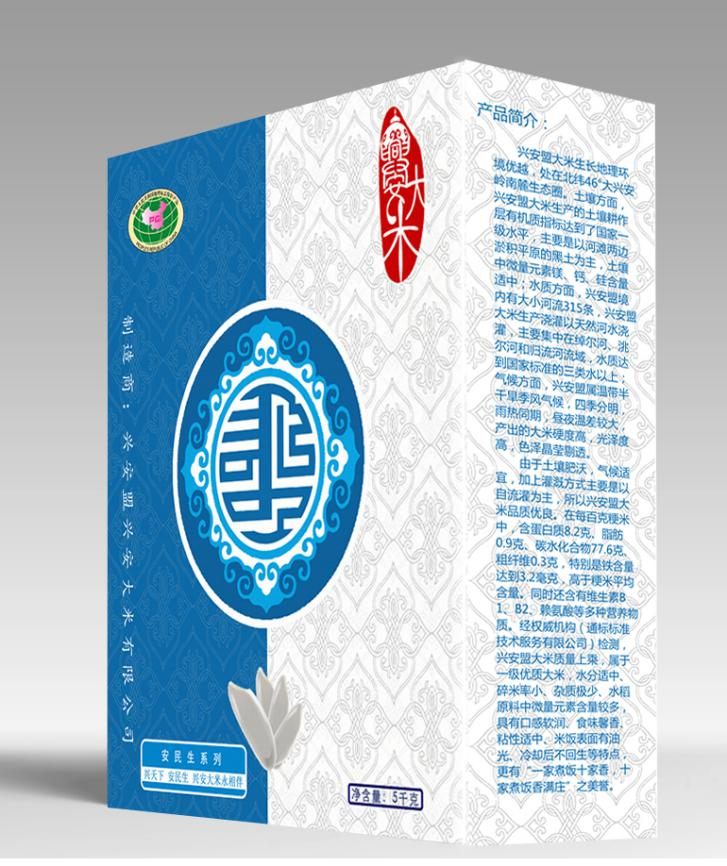 兴安
大米
PC
制造商：兴安盟兴安大米有限公司
安民生系列
兴天下 安民生 兴安大米永相伴
净含量：5千克
产品简介：
兴安盟大米生长地理环
境优越，处在北纬46°大兴安
岭南麓生态圈。土壤方面，
兴安盟大米生产的土壤耕作
层有机质指标达到了国家一
级水平，主要是以河滩两边
淤积平原的黑土为主，土壤
中微量元素镁、钙、硅含量
适中；水质方面，兴安盟境
内有大小河流315条，兴安盟
大米生产浇灌以天然河水浇
灌，主要集中在绰尔河、洮
尔河和归流河流域，水质达
到国家标准的三类水以上；
气候方面，兴安盟属温带半
干旱季风气候，四季分明，
雨热同期，昼夜温差较大，
产出的大米硬度高，光泽度
高，色泽晶莹剔透。
由于土壤肥沃，气候适
宜，加上灌溉方式主要是以
自流灌为主，所以兴安盟大
米品质优良。在每百克粳米
中，含蛋白质8.2克、脂肪
0.9克、碳水化合物77.6克、
粗纤维0.3克，特别是铁含量
达到3.2毫克，高于粳米平均
含量。同时还含有维生素B
1、B2、赖氨酸等多种营养物
质。经权威机构（通标标准
技术服务有限公司）检测，
兴安盟大米质量上乘，属于
一级优质大米，水分适中、
碎米率小、杂质极少、水稻
原料中微量元素含量较多，
具有口感软润、食味馨香、
粘性适中、米饭表面有油
光、冷却后不回生等特点，
更有“一家煮饭十家香，十
家煮饭香满庄”之美誉。